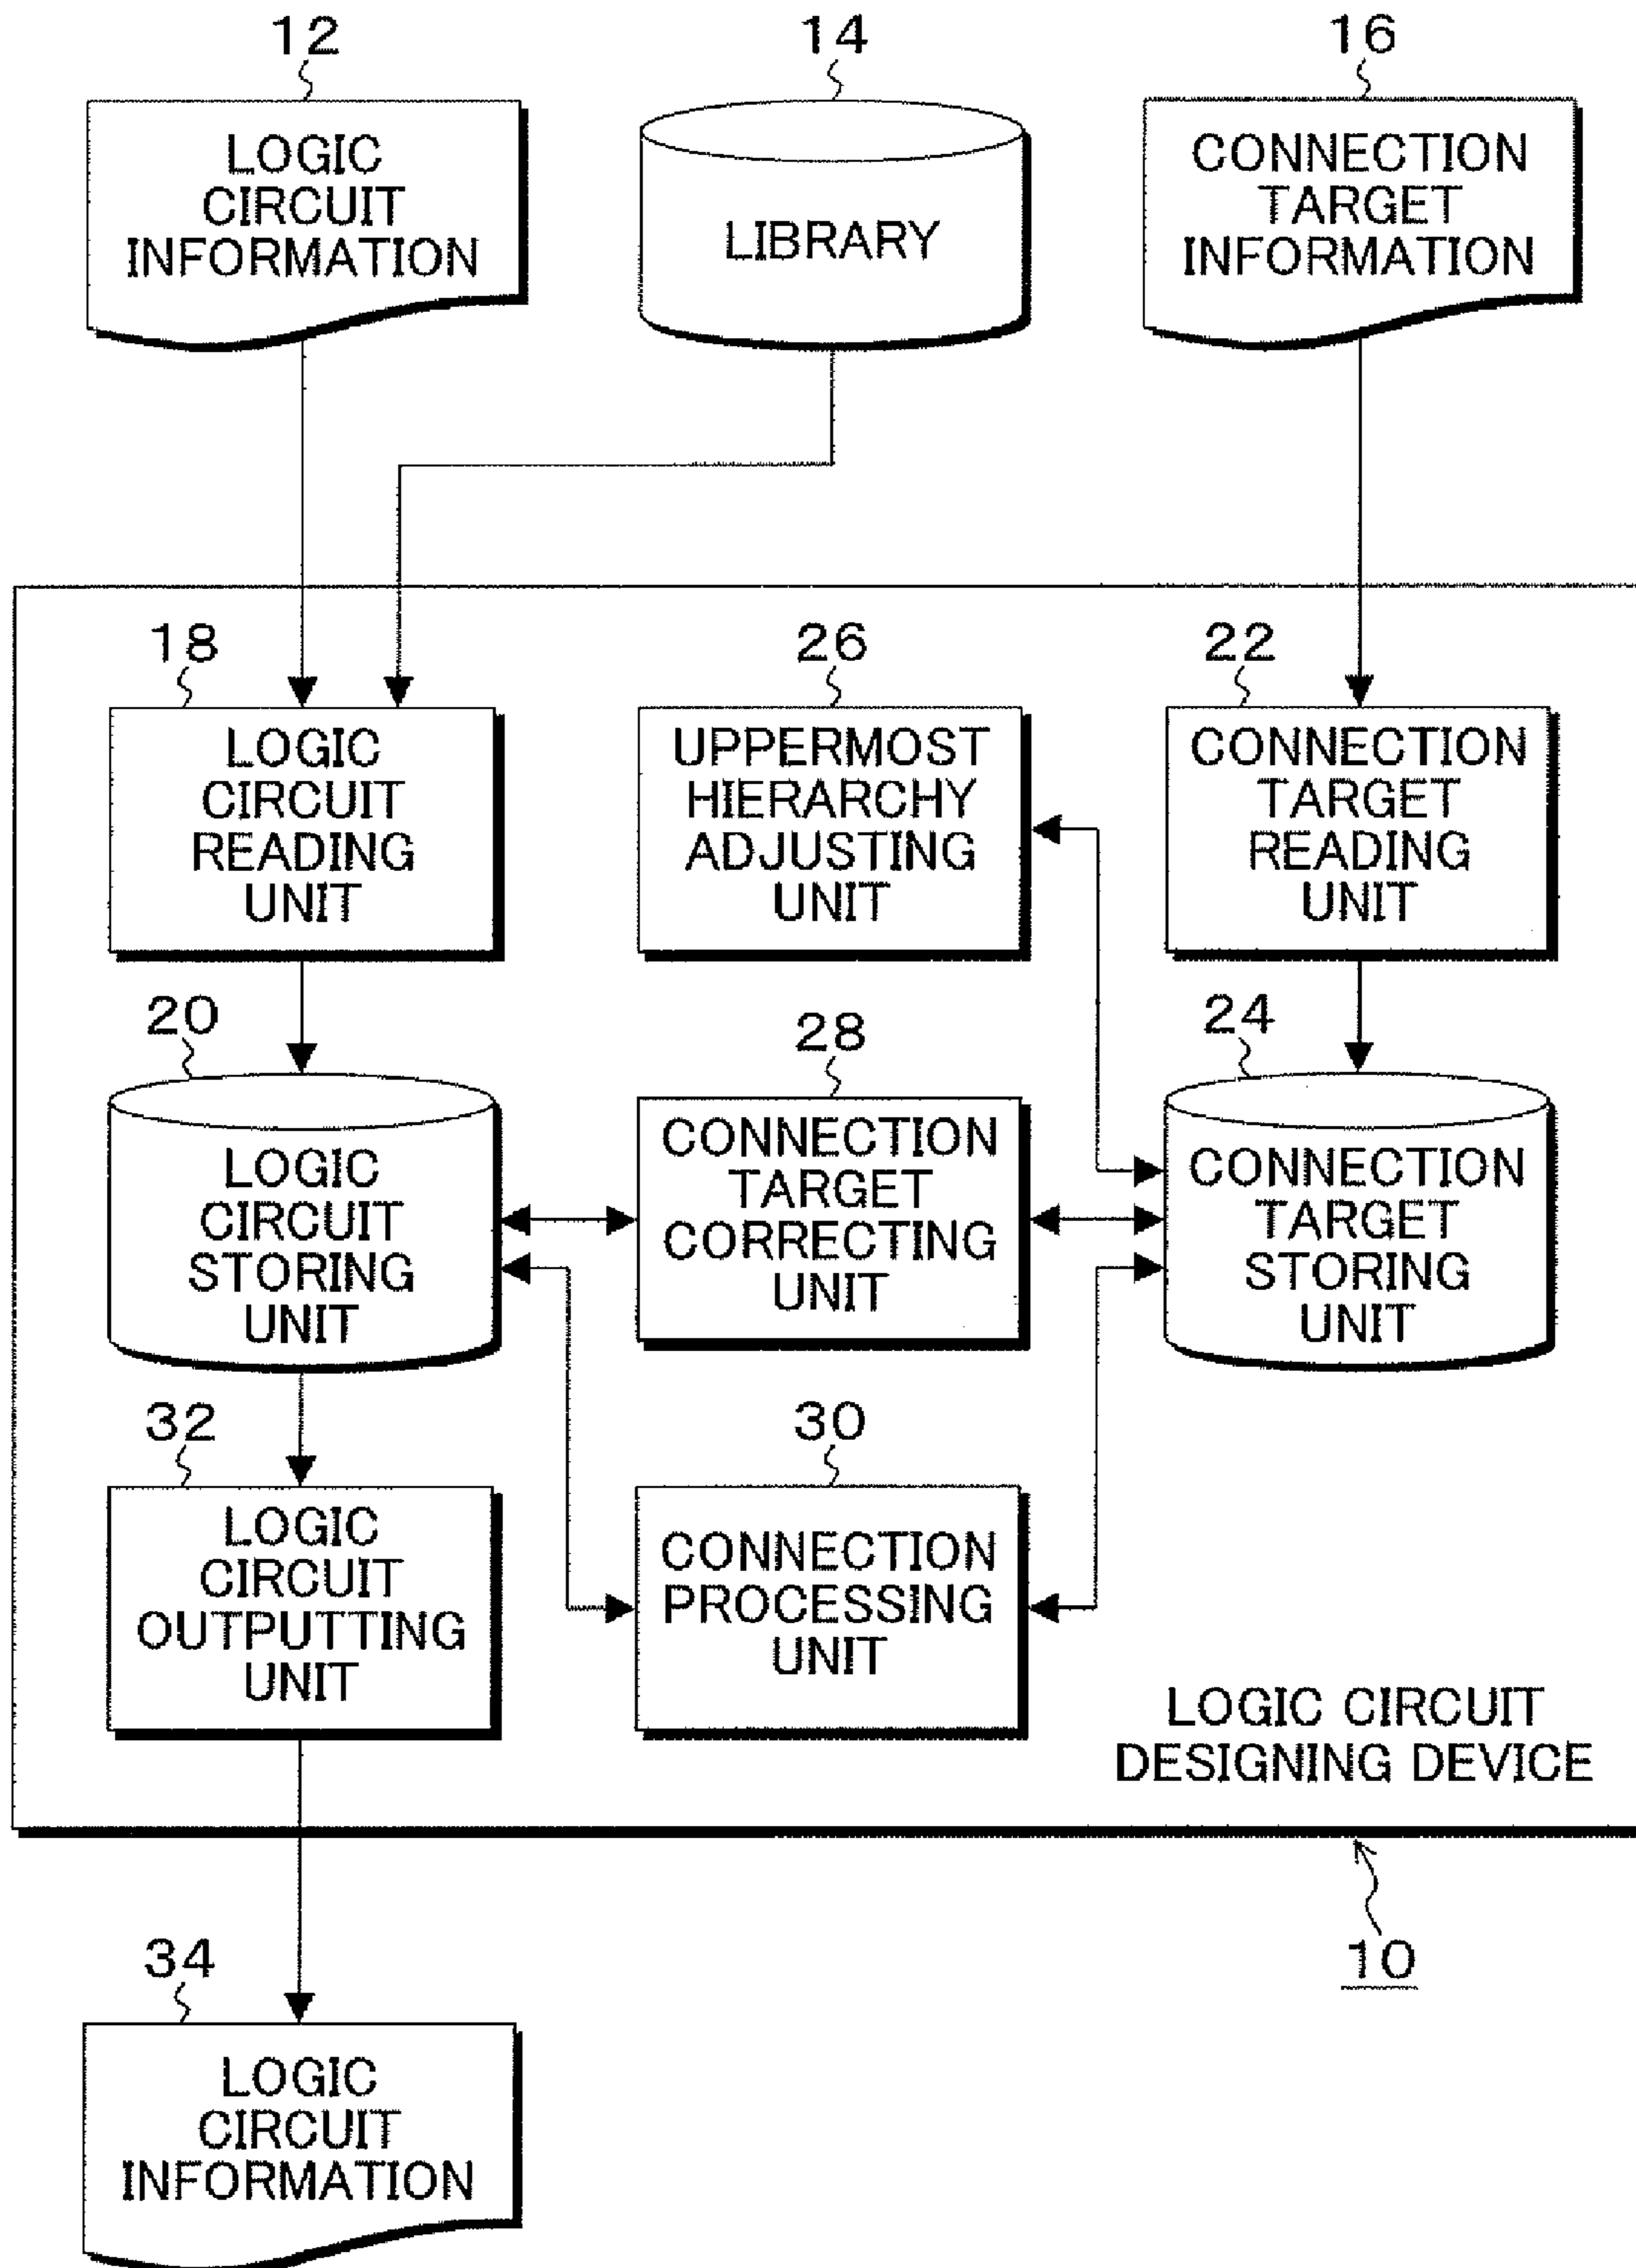 12
LOGIC
CIRCUIT
INFORMATION
14
LIBRARY
16
CONNECTION
TARGET
INFORMATION
18
LOGIC
CIRCUIT
READING
UNIT
26
UPPERMOST
HIERARCHY
ADJUSTING
UNIT
22
CONNECTION
TARGET
READING
UNIT
20
LOGIC
CIRCUIT
STORING
UNIT
28
CONNECTION
TARGET
CORRECTING
UNIT
24
CONNECTION
TARGET
STORING
UNIT
32
LOGIC
CIRCUIT
OUTPUTTING
UNIT
30
CONNECTION
PROCESSING
UNIT
LOGIC CIRCUIT
DESIGNING DEVICE
10
34
LOGIC
CIRCUIT
INFORMATION